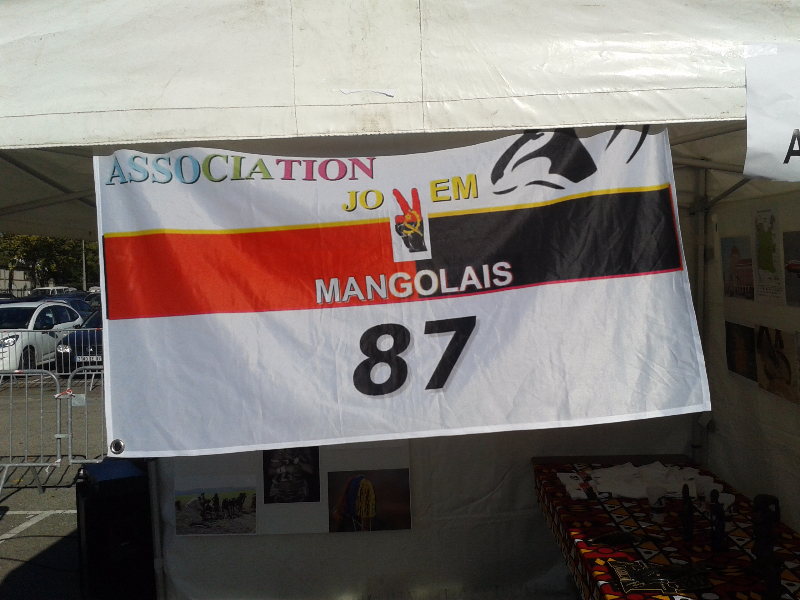 ASSOCIATION
JO EM
MANGOLAIS
87
A